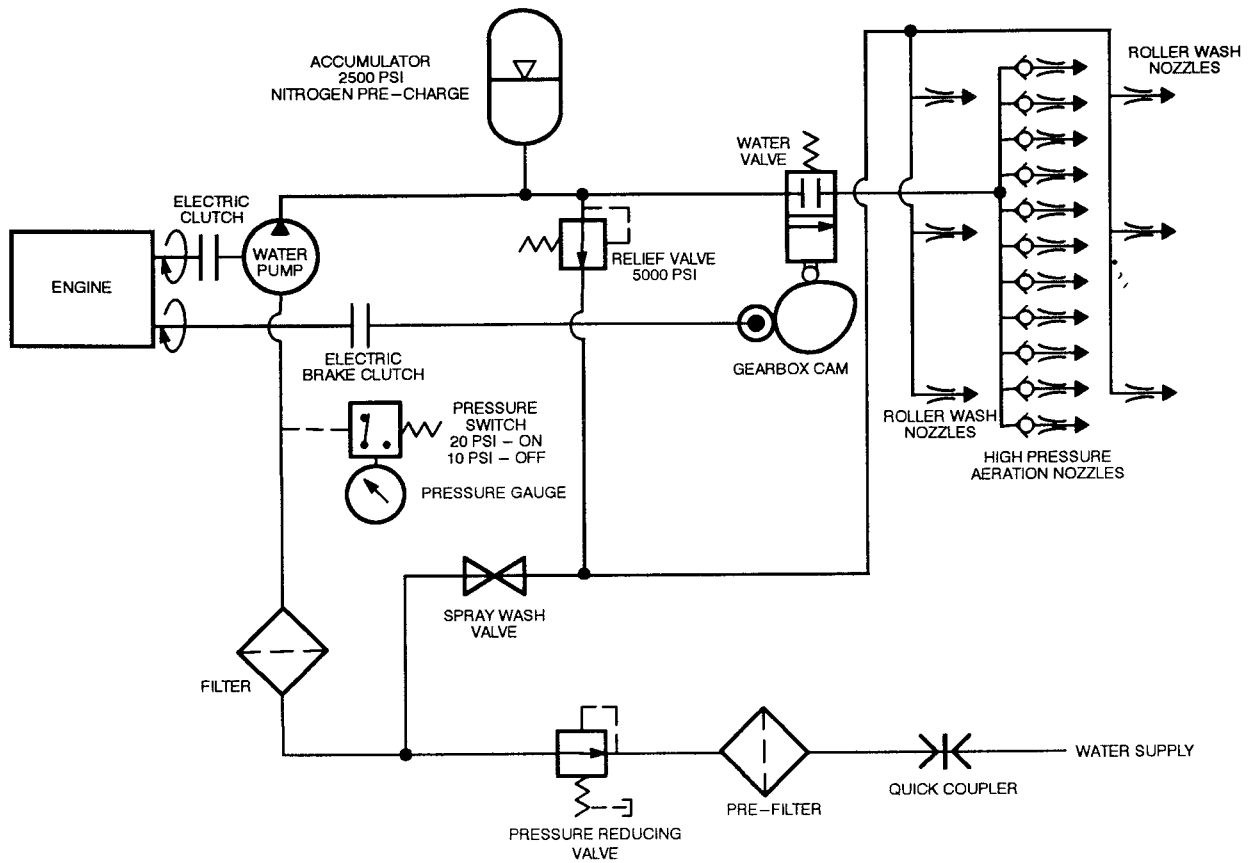 ACCUMULATOR
2500 PSI
NITROGEN PRE-CHARGE
ROLLER WASH
NOZZLES
WATER
VALVE
ELECTRIC
CLUTCH
WATER
PUMP
ENGINE
RELIEF VALVE
5000 PSI
ELECTRIC
BRAKE CLUTCH
GEARBOX CAM
PRESSURE
SWITCH
20 PSI – ON
10 PSI – OFF
PRESSURE GAUGE
ROLLER WASH
NOZZLES
HIGH PRESSURE
AERATION NOZZLES
SPRAY WASH
VALVE
FILTER
WATER SUPPLY
QUICK COUPLER
PRE-FILTER
PRESSURE REDUCING
VALVE